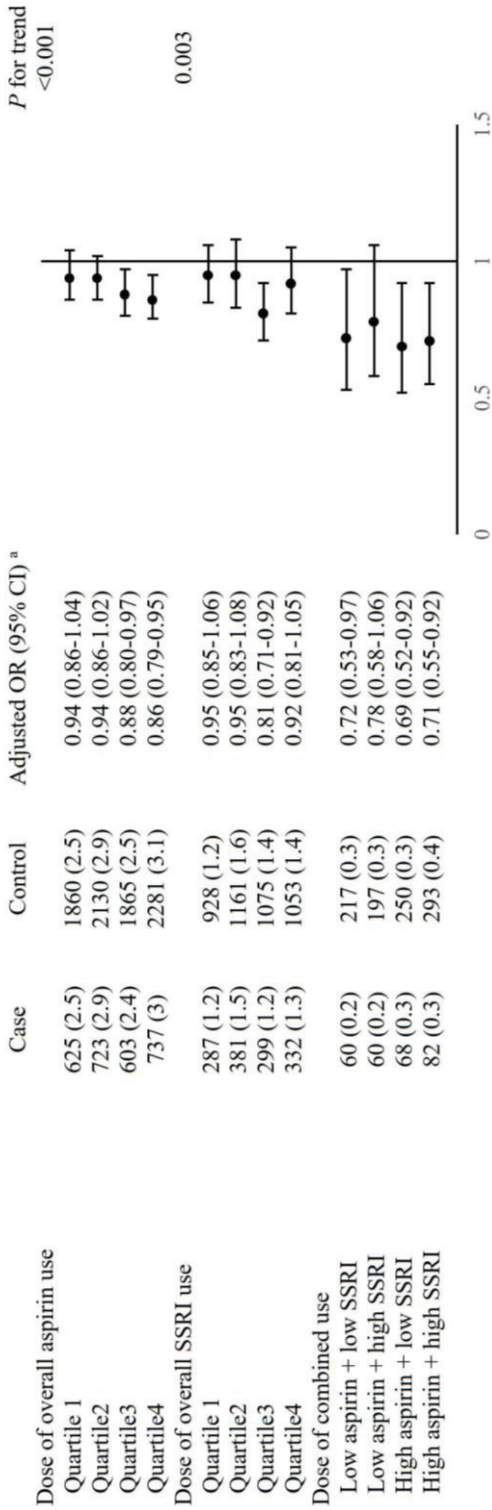 Case Control Adjusted OR (95% CI) ᵃ P for trend
Dose of overall aspirin use <0.001
Quartile 1 625 (2.5) 1860 (2.5) 0.94 (0.86-1.04)
Quartile2 723 (2.9) 2130 (2.9) 0.94 (0.86-1.02)
Quartile3 603 (2.4) 1865 (2.5) 0.88 (0.80-0.97)
Quartile4 737 (3) 2281 (3.1) 0.86 (0.79-0.95)
Dose of overall SSRI use 0.003
Quartile 1 287 (1.2) 928 (1.2) 0.95 (0.85-1.06)
Quartile2 381 (1.5) 1161 (1.6) 0.95 (0.83-1.08)
Quartile3 299 (1.2) 1075 (1.4) 0.81 (0.71-0.92)
Quartile4 332 (1.3) 1053 (1.4) 0.92 (0.81-1.05)
Dose of combined use
Low aspirin + low SSRI 60 (0.2) 217 (0.3) 0.72 (0.53-0.97)
Low aspirin + high SSRI 60 (0.2) 197 (0.3) 0.78 (0.58-1.06)
High aspirin + low SSRI 68 (0.3) 250 (0.3) 0.69 (0.52-0.92)
High aspirin + high SSRI 82 (0.3) 293 (0.4) 0.71 (0.55-0.92)
0 0.5 1 1.5